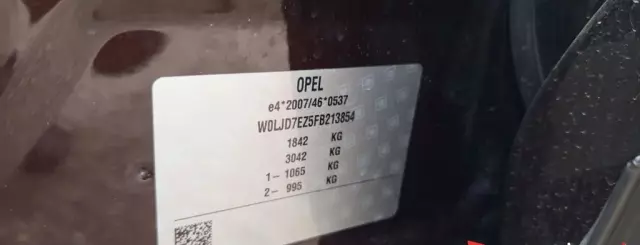 OPEL
e4*2007/46*0537
W0LJD7EZ5FB213854
1842 KG
3042 KG
1- 1065 KG
2- 995 KG